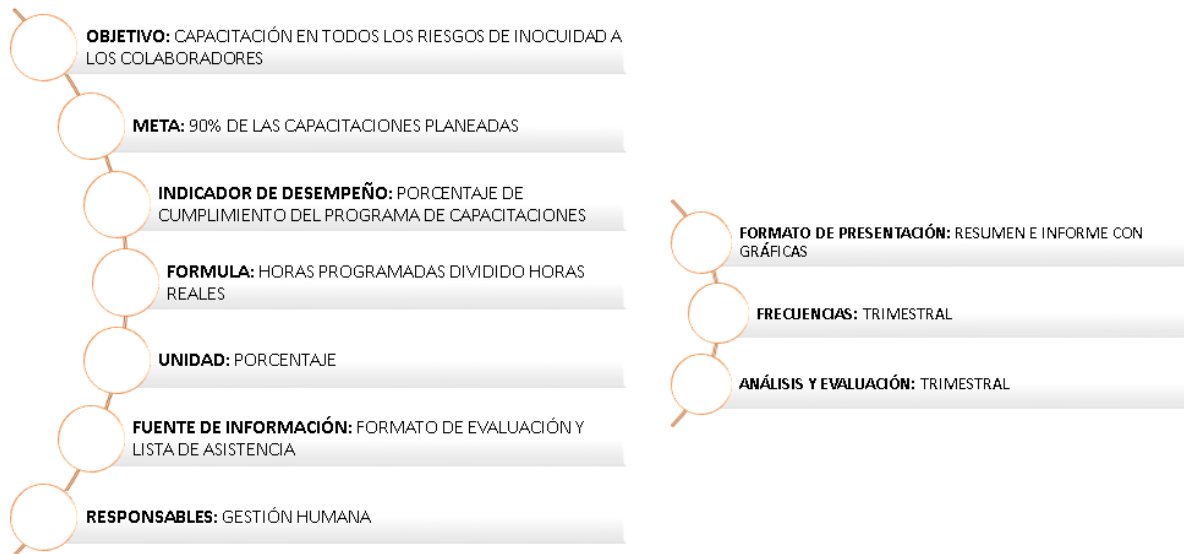 OBJETIVO: CAPACITACIÓN EN TODOS LOS RIESGOS DE INOCUIDAD A
LOS COLABORADORES
META: 90% DE LAS CAPACITACIONES PLANEADAS
INDICADOR DE DESEMPEÑO: PORCENTAJE DE
CUMPLIMIENTO DEL PROGRAMA DE CAPACITACIONES
FORMULA: HORAS PROGRAMADAS DIVIDIDO HORAS
REALES
UNIDAD: PORCENTAJE
FUENTE DE INFORMACIÓN: FORMATO DE EVALUACIÓN Y
LISTA DE ASISTENCIA
RESPONSABLES: GESTIÓN HUMANA
FORMATO DE PRESENTACIÓN: RESUMEN E INFORME CON
GRÁFICAS
FRECUENCIAS: TRIMESTRAL
ANÁLISIS Y EVALUACIÓN: TRIMESTRAL